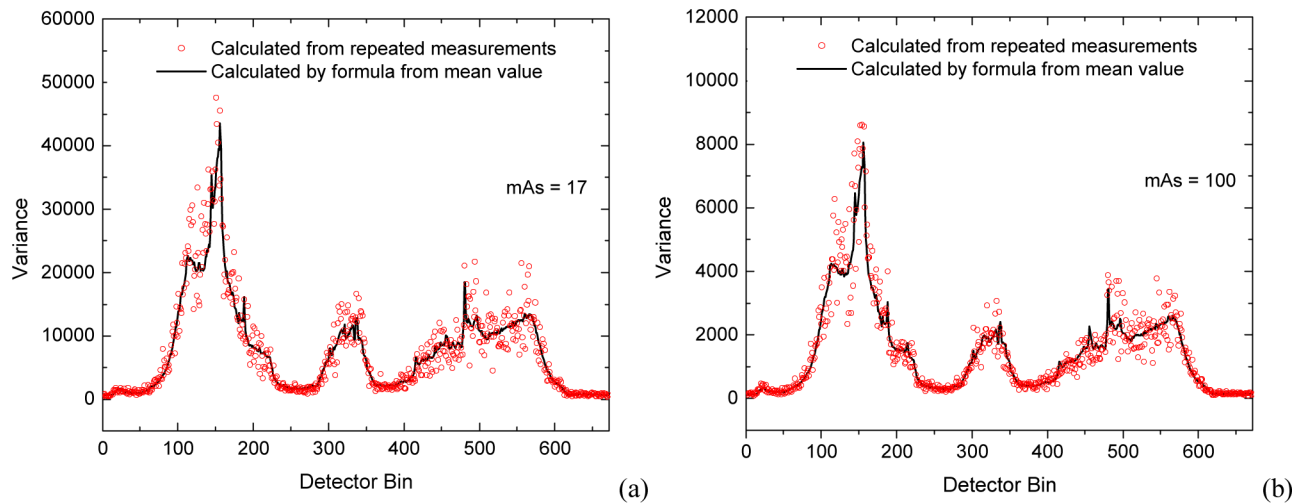 60000
50000
40000
30000
20000
10000
0
Variance
Calculated from repeated measurements
Calculated by formula from mean value
mAs = 17
0 100 200 300 400 500 600
Detector Bin
(a)
12000
10000
8000
6000
4000
2000
0
Variance
Calculated from repeated measurements
Calculated by formula from mean value
mAs = 100
0 100 200 300 400 500 600
Detector Bin
(b)